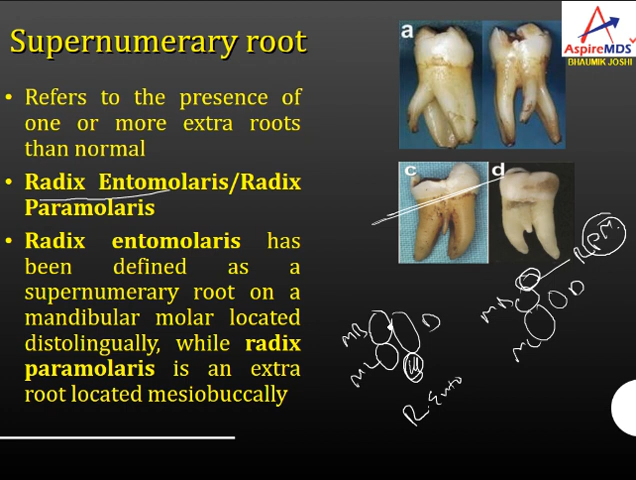 Supernumerary root
• Refers to the presence of
one or more extra roots
than normal
• Radix Entomolaris/Radix
Paramolaris
• Radix entomolaris has
been defined as a
supernumerary root on a
mandibular molar located
distolingually, while radix
paramolaris is an extra
root located mesiobuccally
a
c
d
AspireMDS
BHAUMIK JOSHI
MB
D
ML
R. Ento
RPM
MB
D
ML